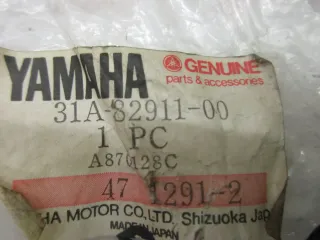 YAMAHA
GENUINE
parts & accessories
31A-82911-00
1 PC
A870128C
47 1291-2
HA MOTOR CO., LTD. Shizuoka Jap
MADE IN JAPAN